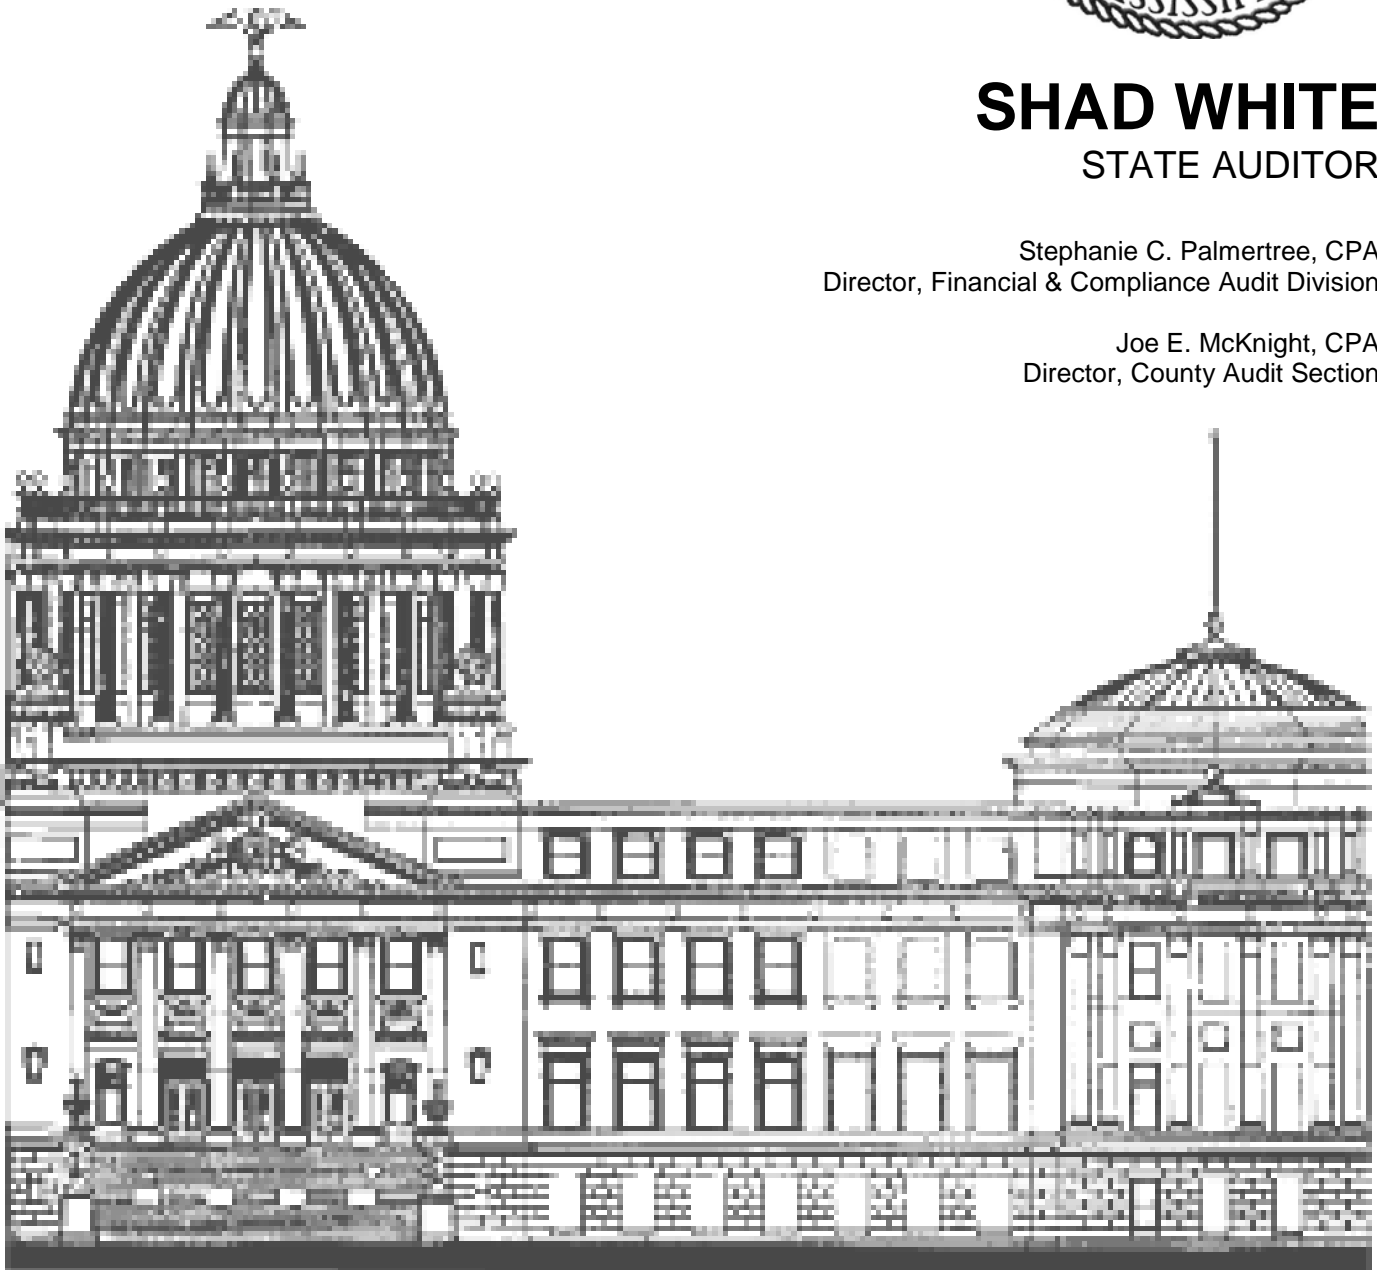 SHAD WHITE
STATE AUDITOR
Stephanie C. Palmertree, CPA
Director, Financial & Compliance Audit Division
Joe E. McKnight, CPA
Director, County Audit Section